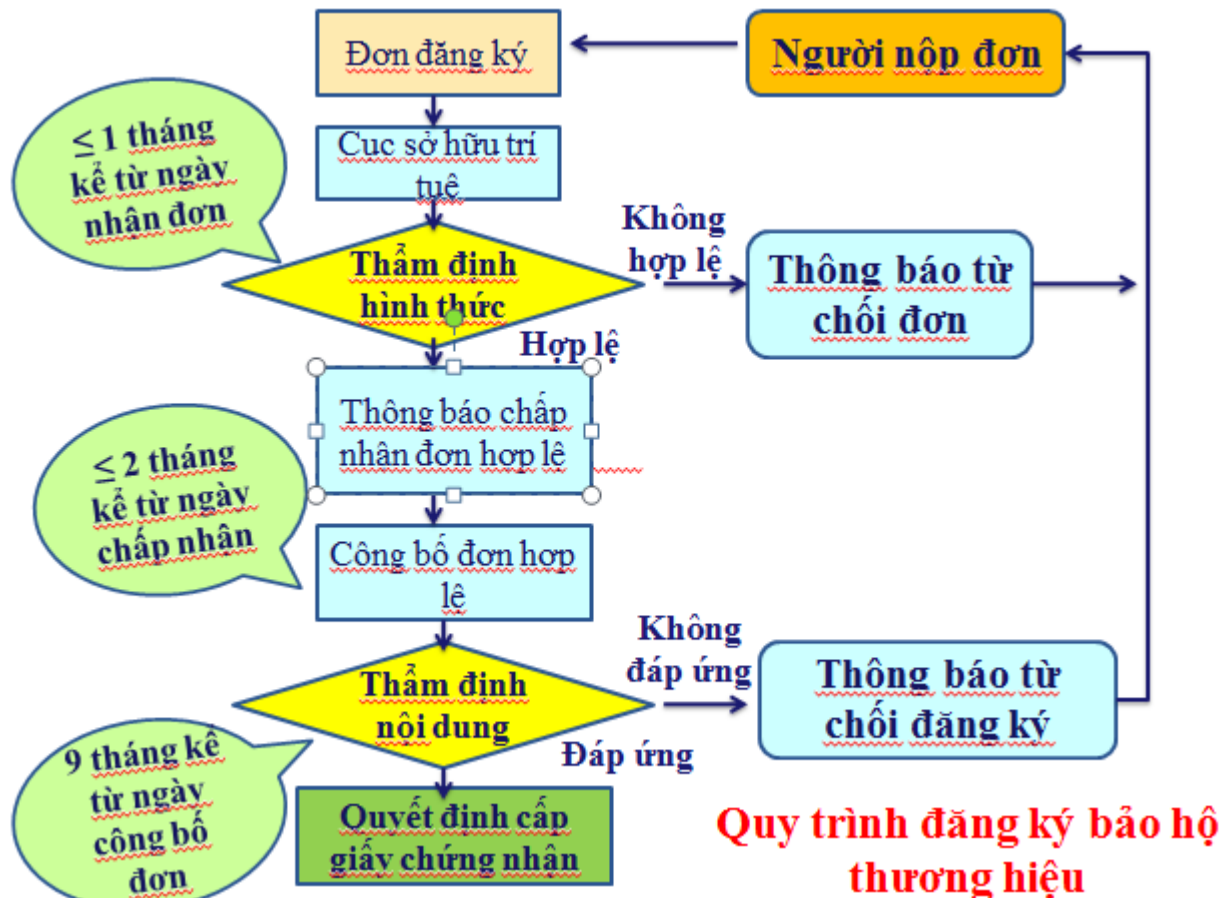 Đơn đăng ký
Người nộp đơn
≤ 1 tháng
kể từ ngày
nhận đơn
Cục sở hữu trí
tuệ
Thẩm định
hình thức
Không
hợp lệ
Thông báo từ
chối đơn
Hợp lệ
Thông báo chấp
nhận đơn hợp lệ
≤ 2 tháng
kể từ ngày
chấp nhận
Công bố đơn hợp
lệ
Thẩm định
nội dung
Không
đáp ứng
Thông báo từ
chối đăng ký
Đáp ứng
9 tháng kể
từ ngày
công bố
đơn
Quyết định cấp
giấy chứng nhận
Quy trình đăng ký bảo hộ
thương hiệu